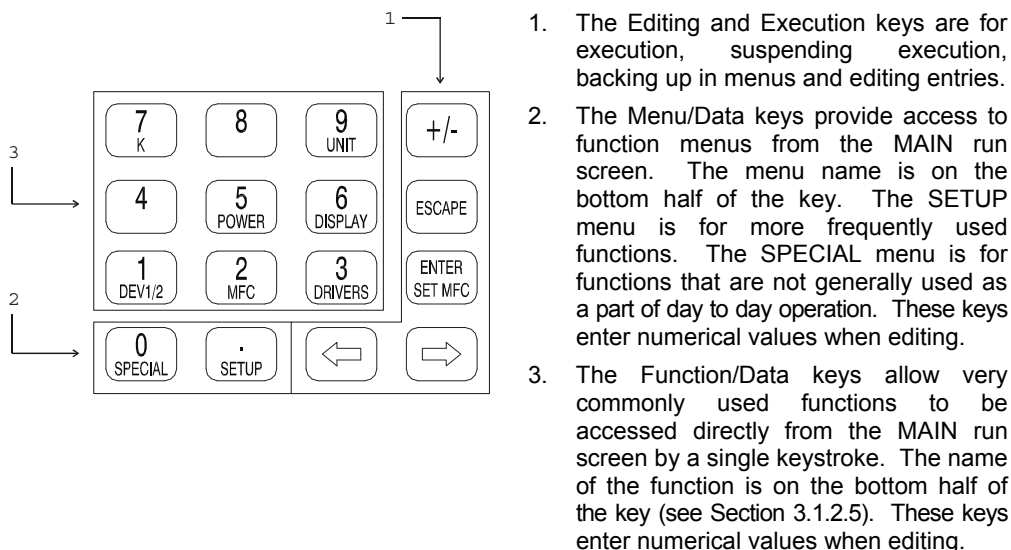 1
7
K
8
9
UNIT
+/-
3
4
5
POWER
6
DISPLAY
ESCAPE
1
DEV1/2
2
MFC
3
DRIVERS
ENTER
SET MFC
2
0
SPECIAL
.
SETUP
1. The Editing and Execution keys are for
execution, suspending execution,
backing up in menus and editing entries.
2. The Menu/Data keys provide access to
function menus from the MAIN run
screen. The menu name is on the
bottom half of the key. The SETUP
menu is for more frequently used
functions. The SPECIAL menu is for
functions that are not generally used as
a part of day to day operation. These keys
enter numerical values when editing.
3. The Function/Data keys allow very
commonly used functions to be
accessed directly from the MAIN run
screen by a single keystroke. The name
of the function is on the bottom half of
the key (see Section 3.1.2.5). These keys
enter numerical values when editing.